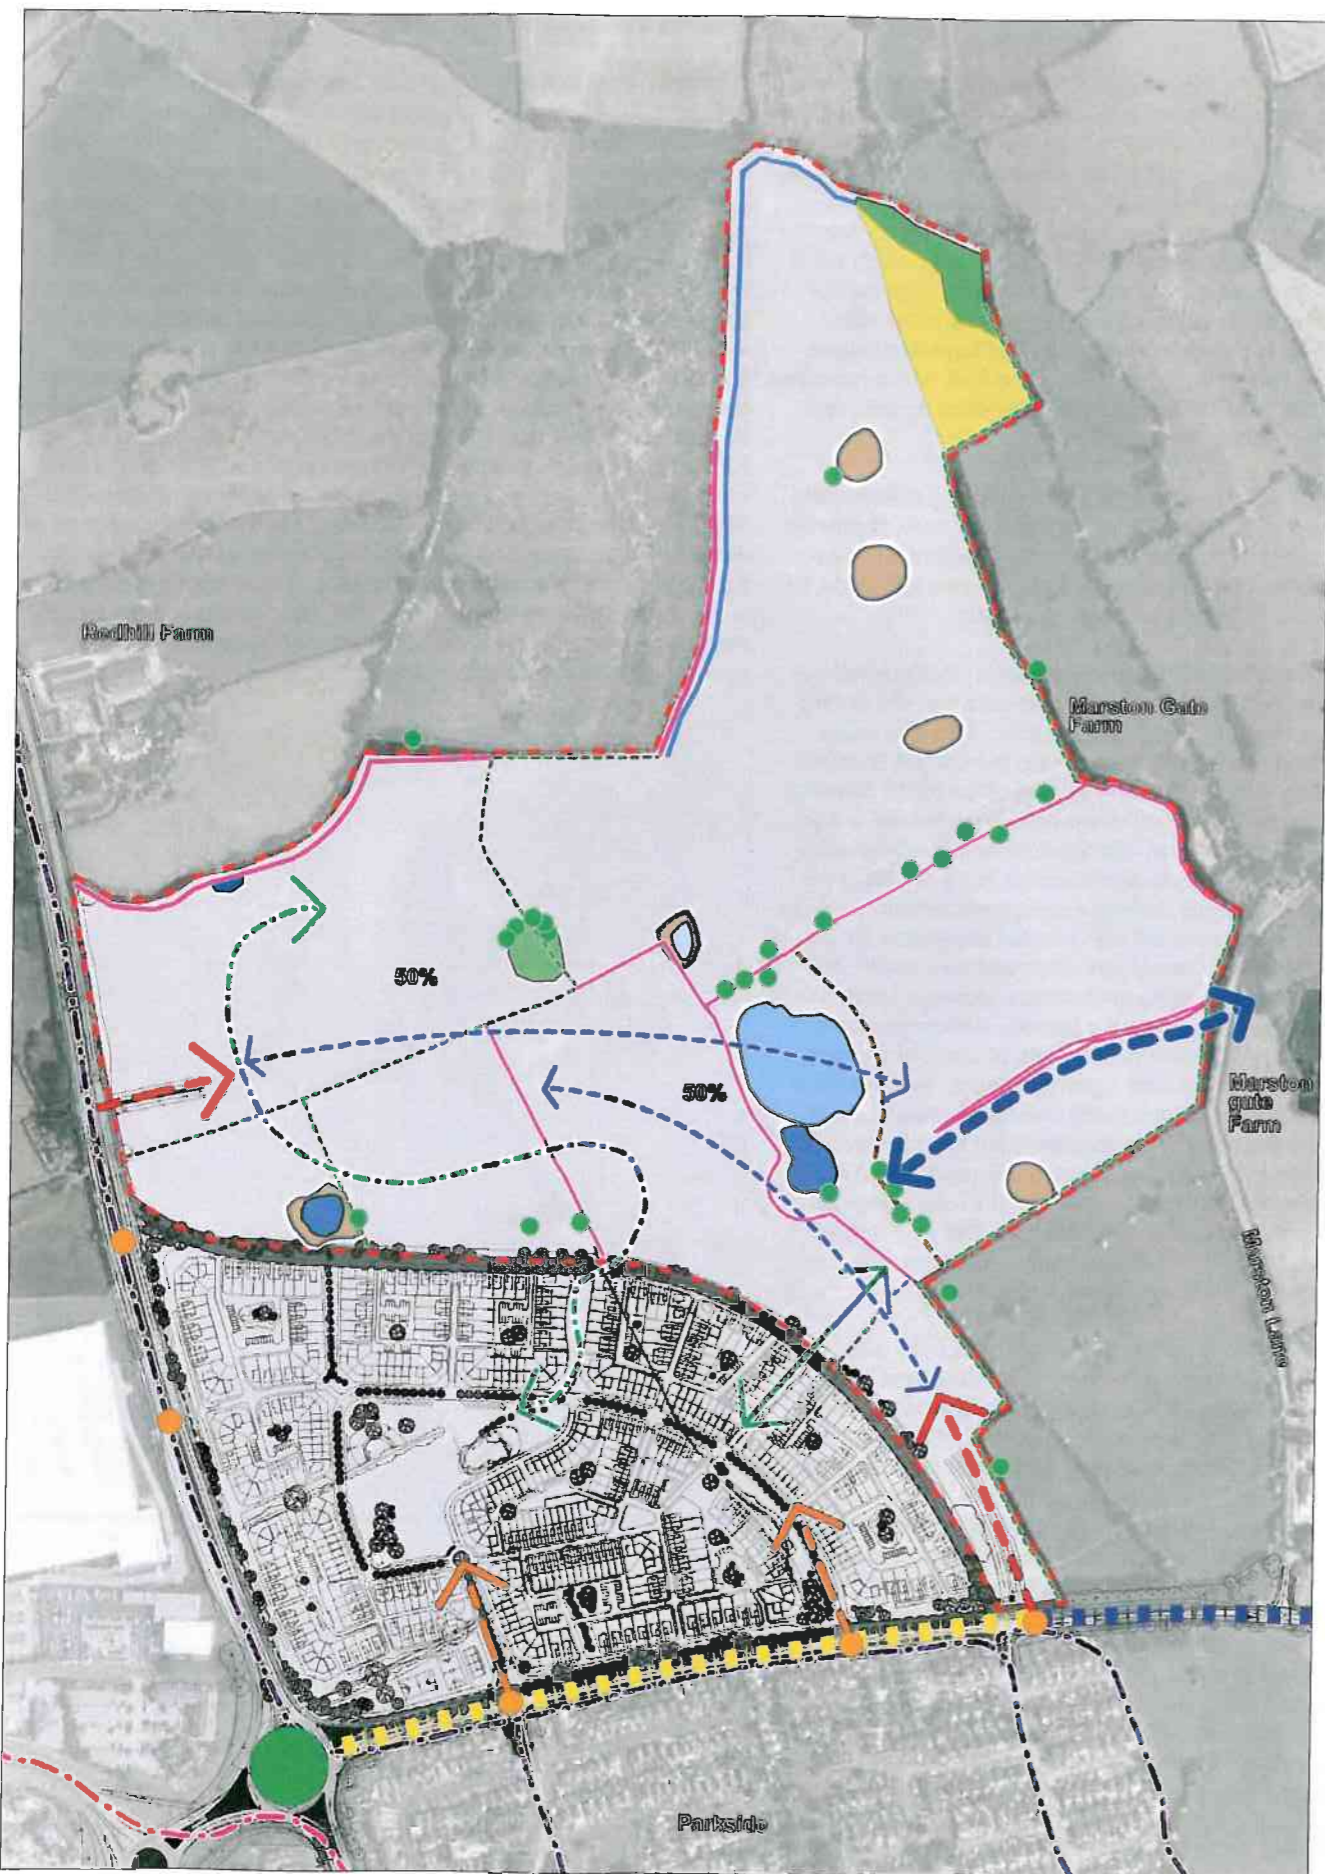 Redhill Farm
Marston Gate
Farm
50%
50%
Marston
gate
Farm
Marston Lane
Parkside